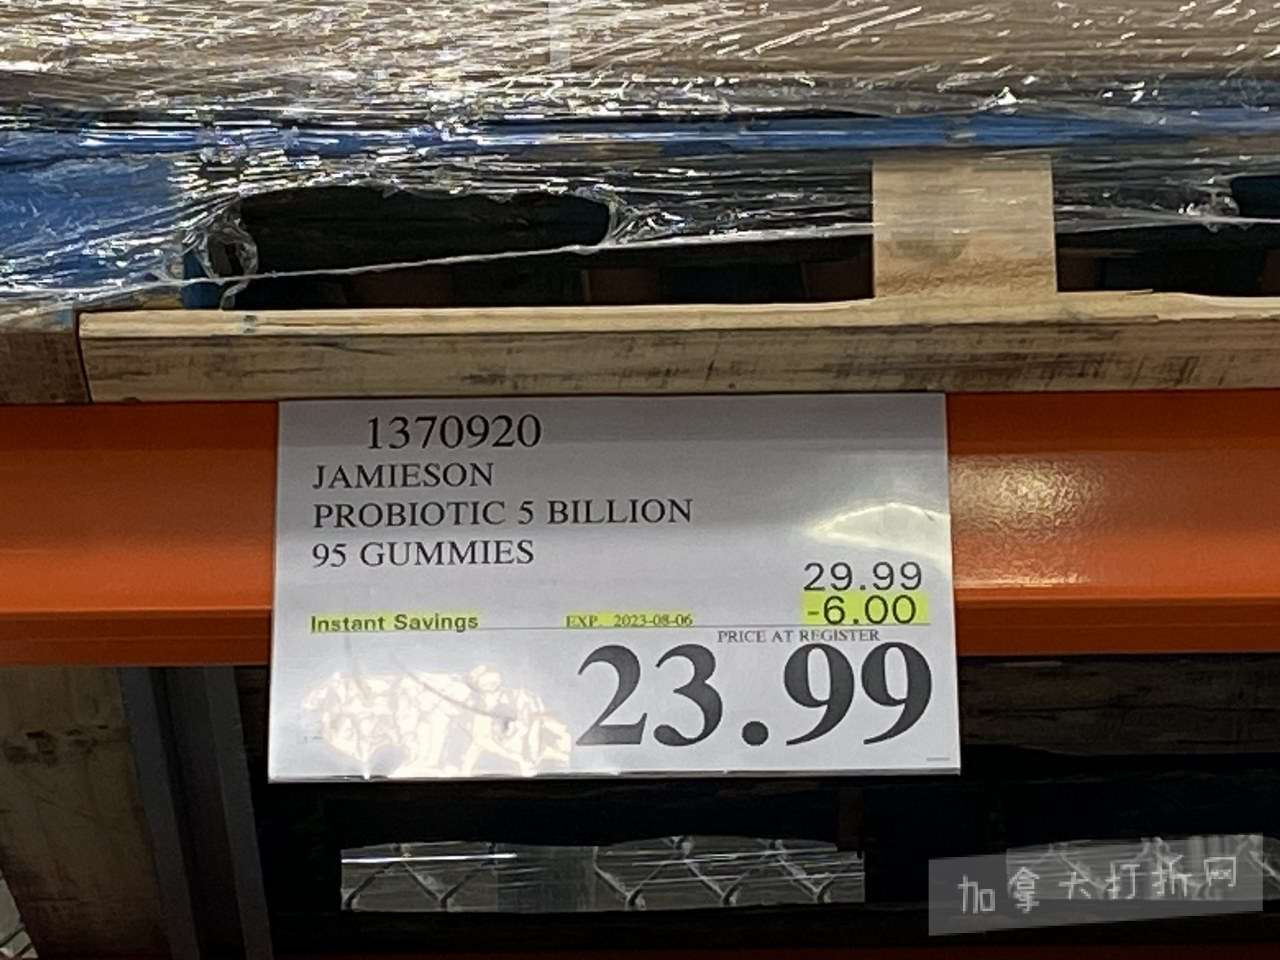 1370920
JAMIESON
PROBIOTIC 5 BILLION
95 GUMMIES
29.99
Instant Savings EXP. 2023-08-06 -6.00
PRICE AT REGISTER
23.99
加拿大打折网